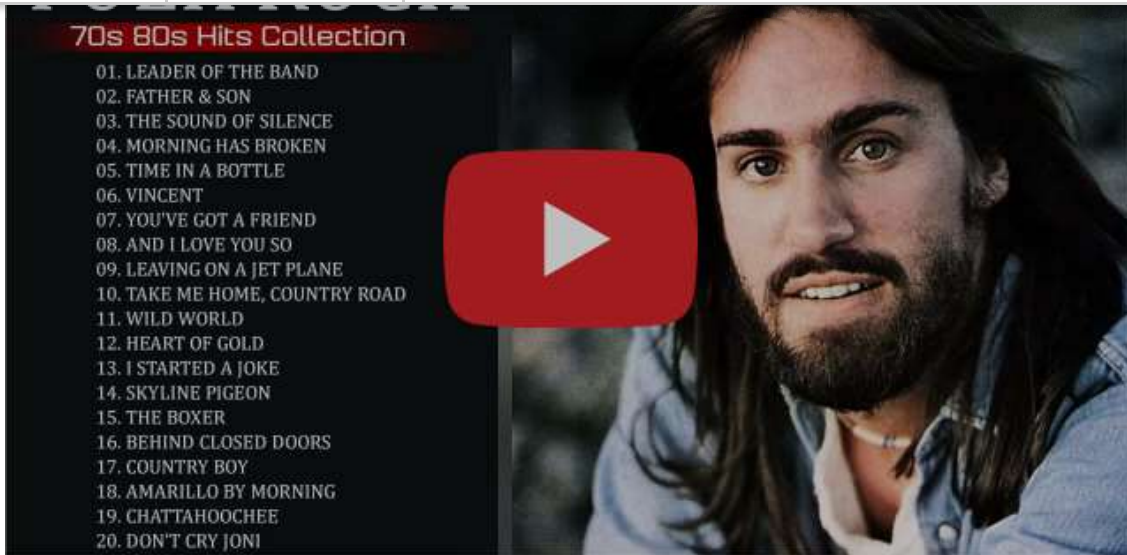 70s 80s Hits Collection
01. LEADER OF THE BAND
02. FATHER & SON
03. THE SOUND OF SILENCE
04. MORNING HAS BROKEN
05. TIME IN A BOTTLE
06. VINCENT
07. YOU'VE GOT A FRIEND
08. AND I LOVE YOU SO
09. LEAVING ON A JET PLANE
10. TAKE ME HOME, COUNTRY ROAD
11. WILD WORLD
12. HEART OF GOLD
13. I STARTED A JOKE
14. SKYLINE PIGEON
15. THE BOXER
16. BEHIND CLOSED DOORS
17. COUNTRY BOY
18. AMARILLO BY MORNING
19. CHATTAHOOCHEE
20. DON'T CRY JONI